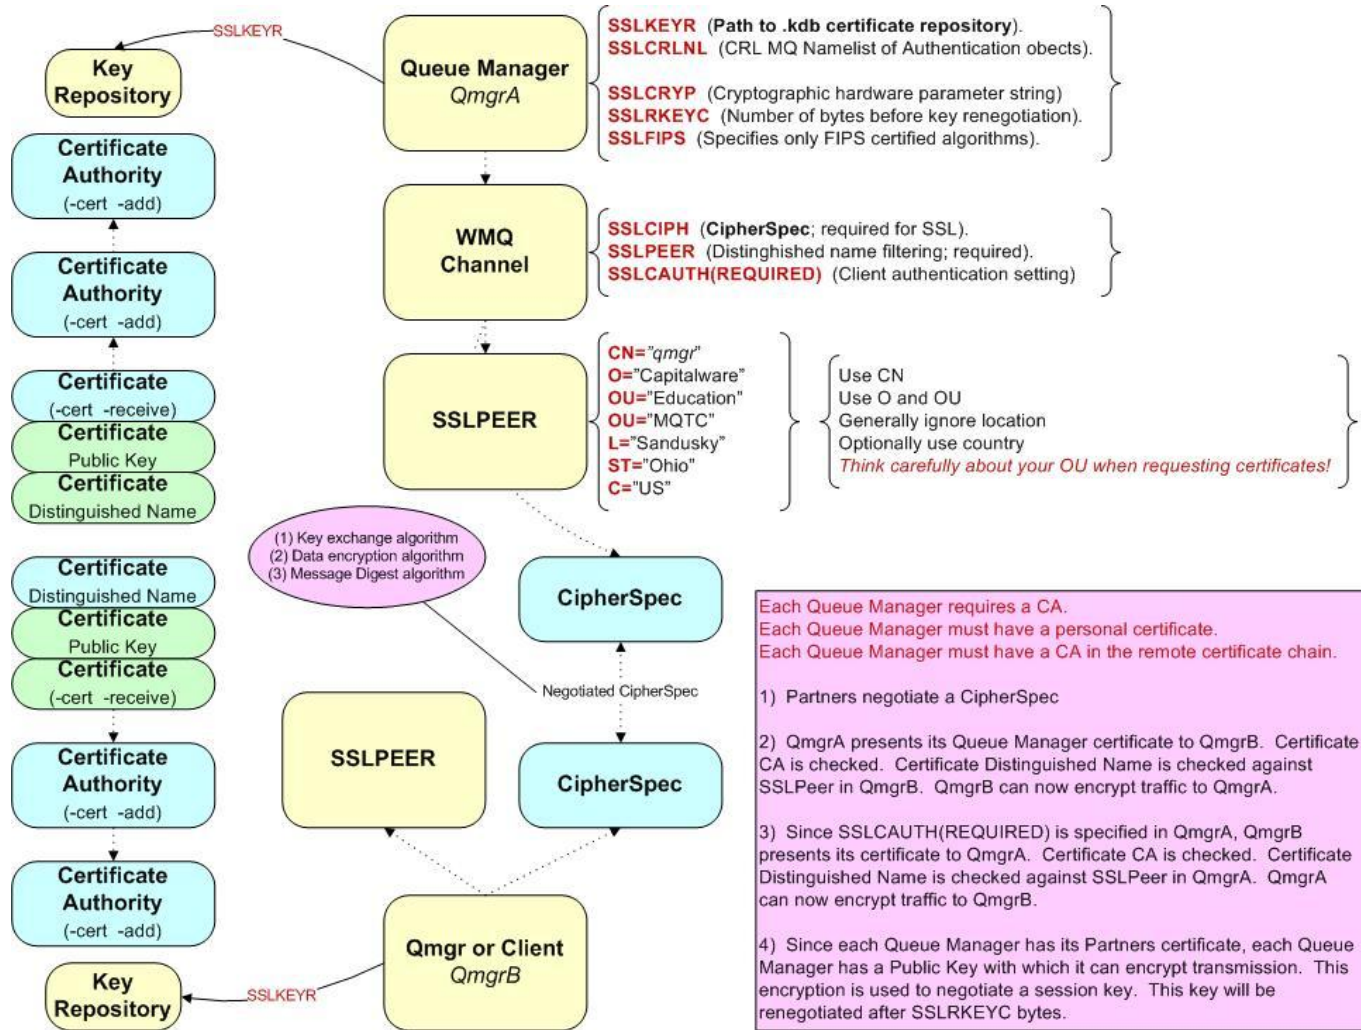 SSLKEYR
Key
Repository
Certificate
Authority
(-cert -add)
Certificate
Authority
(-cert -add)
Certificate
(-cert -receive)
Certificate
Public Key
Certificate
Distinguished Name
Certificate
Distinguished Name
Certificate
Public Key
Certificate
(-cert -receive)
Certificate
Authority
(-cert -add)
Certificate
Authority
(-cert -add)
Key
Repository
SSLKEYR
Queue Manager
QmgrA
SSLKEYR (Path to .kdb certificate repository).
SSLCRLNL (CRL MQ Namelist of Authentication obects).
SSLCRYP (Cryptographic hardware parameter string)
SSLRKEYC (Number of bytes before key renegotiation).
SSLFIPS (Specifies only FIPS certified algorithms).
WMQ
Channel
SSLCIPH (CipherSpec; required for SSL).
SSLPEER (Distinghished name filtering; required).
SSLCAUTH(REQUIRED) (Client authentication setting)
SSLPEER
CN="qmgr"
O="Capitalware"
OU="Education"
OU="MQTC"
L="Sandusky"
ST="Ohio"
C="US"
Use CN
Use O and OU
Generally ignore location
Optionally use country
Think carefully about your OU when requesting certificates!
(1) Key exchange algorithm
(2) Data encryption algorithm
(3) Message Digest algorithm
CipherSpec
Negotiated CipherSpec
SSLPEER
CipherSpec
Qmgr or Client
QmgrB
Each Queue Manager requires a CA.
Each Queue Manager must have a personal certificate.
Each Queue Manager must have a CA in the remote certificate chain.
1) Partners negotiate a CipherSpec
2) QmgrA presents its Queue Manager certificate to QmgrB. Certificate
CA is checked. Certificate Distinguished Name is checked against
SSLPeer in QmgrB. QmgrB can now encrypt traffic to QmgrA.
3) Since SSLCAUTH(REQUIRED) is specified in QmgrA, QmgrB
presents its certificate to QmgrA. Certificate CA is checked. Certificate
Distinguished Name is checked against SSLPeer in QmgrA. QmgrA
can now encrypt traffic to QmgrB.
4) Since each Queue Manager has its Partners certificate, each Queue
Manager has a Public Key with which it can encrypt transmission. This
encryption is used to negotiate a session key. This key will be
renegotiated after SSLRKEYC bytes.